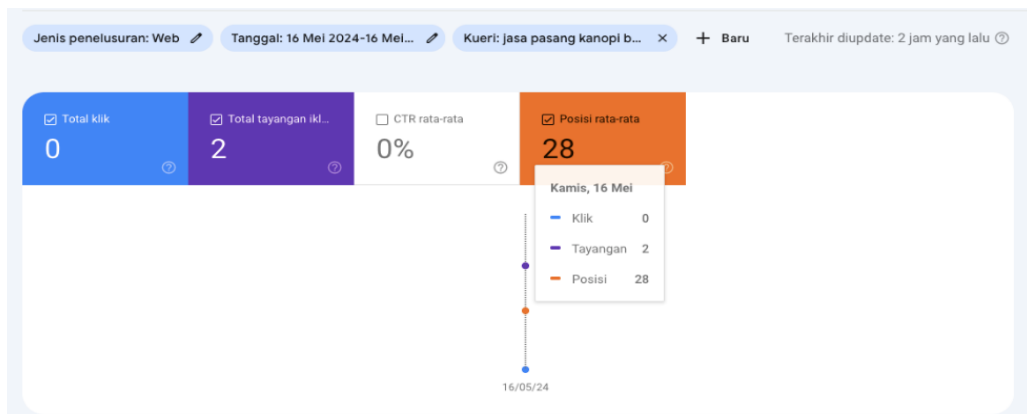 Jenis penelusuran: Web Tanggal: 16 Mei 2024-16 Mei... Kueri: jasa pasang kanopi b... × + Baru Terakhir diupdate: 2 jam yang lalu
Total klik Total tayangan ikl... CTR rata-rata Posisi rata-rata
0 2 0% 28
Kamis, 16 Mei
Klik 0
Tayangan 2
Posisi 28
16/05/24